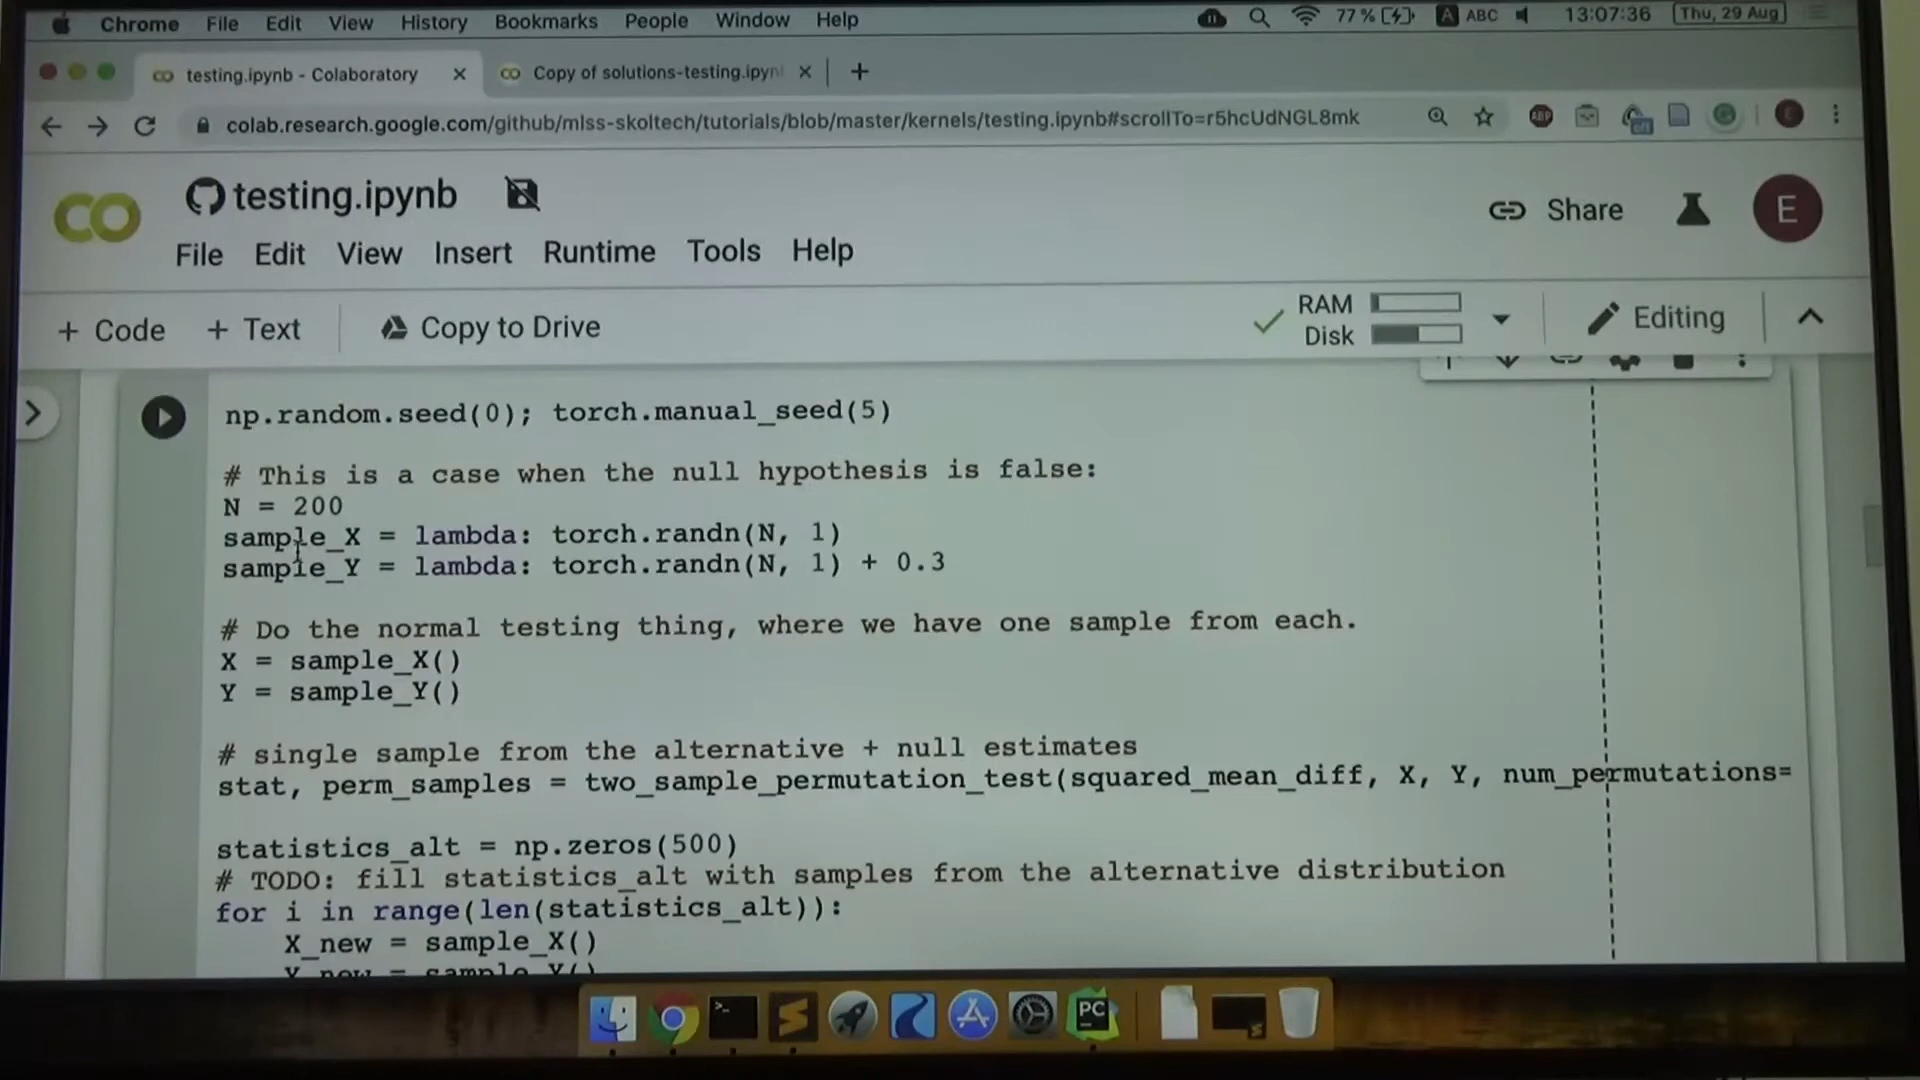 Chrome File Edit View History Bookmarks People Window Help 77 % A ABC 13:07:36 Thu, 29 Aug
testing.ipynb - Colaboratory × Copy of solutions-testing.ipyn × +
colab.research.google.com/github/mlss-skoltech/tutorials/blob/master/kernels/testing.ipynb#scrollTo=r5hcUdNGL8mk ABP
CO testing.ipynb Share E
File Edit View Insert Runtime Tools Help
+ Code + Text Copy to Drive RAM Disk Editing
np.random.seed(0); torch.manual_seed(5)
# This is a case when the null hypothesis is false:
N = 200
sample_X = lambda: torch.randn(N, 1)
sample_Y = lambda: torch.randn(N, 1) + 0.3
# Do the normal testing thing, where we have one sample from each.
X = sample_X()
Y = sample_Y()
# single sample from the alternative + null estimates
stat, perm_samples = two_sample_permutation_test(squared_mean_diff, X, Y, num_permutations=
statistics_alt = np.zeros(500)
# TODO: fill statistics_alt with samples from the alternative distribution
for i in range(len(statistics_alt)):
X_new = sample_X()
Y_new = sample_Y()
PC